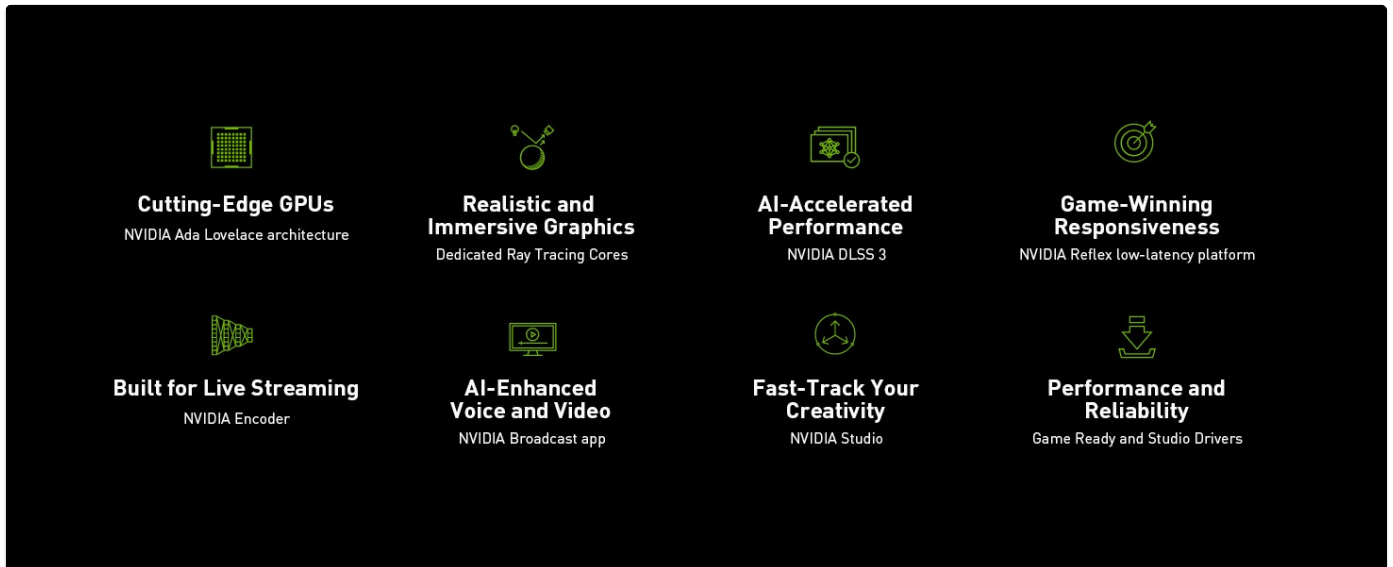 Cutting-Edge GPUs
NVIDIA Ada Lovelace architecture
Realistic and
Immersive Graphics
Dedicated Ray Tracing Cores
AI-Accelerated
Performance
NVIDIA DLSS 3
Game-Winning
Responsiveness
NVIDIA Reflex low-latency platform
Built for Live Streaming
NVIDIA Encoder
AI-Enhanced
Voice and Video
NVIDIA Broadcast app
Fast-Track Your
Creativity
NVIDIA Studio
Performance and
Reliability
Game Ready and Studio Drivers